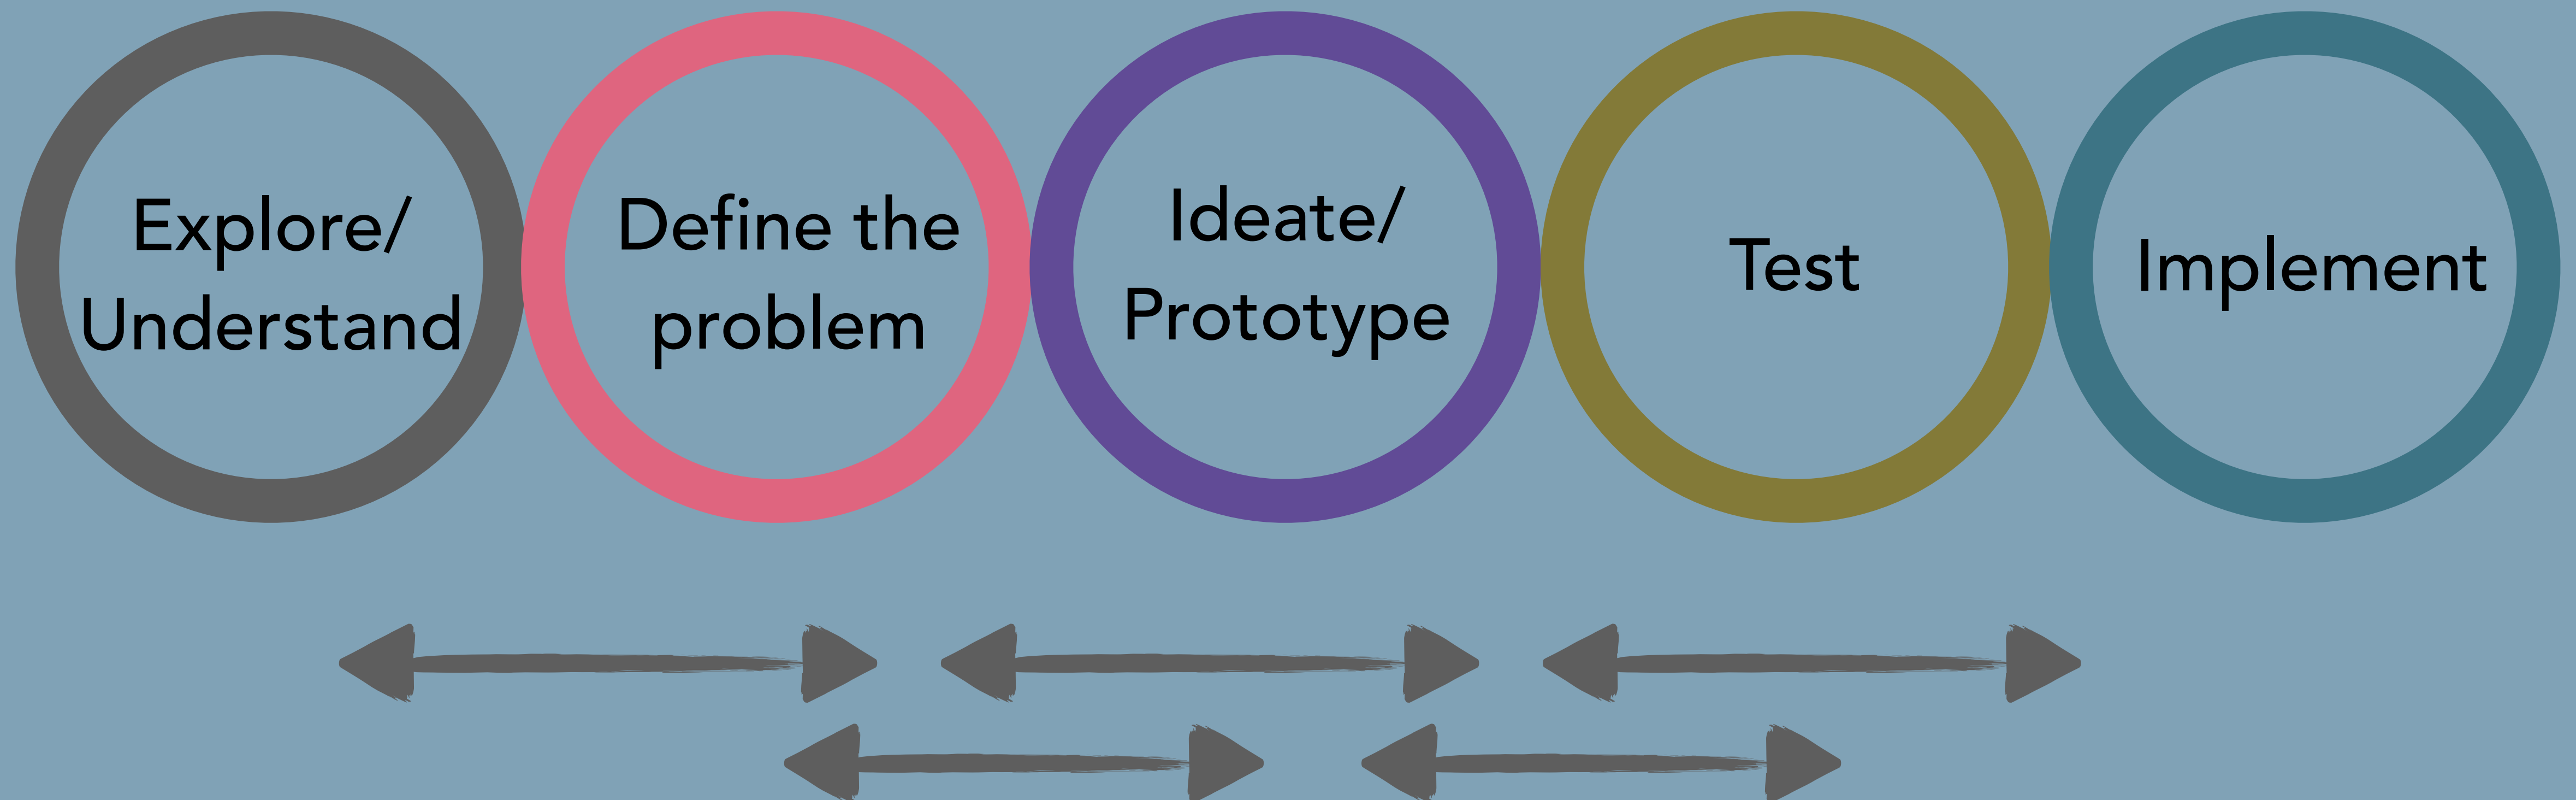 Explore/
Understand
Define the
problem
Ideate/
Prototype
Test
Implement